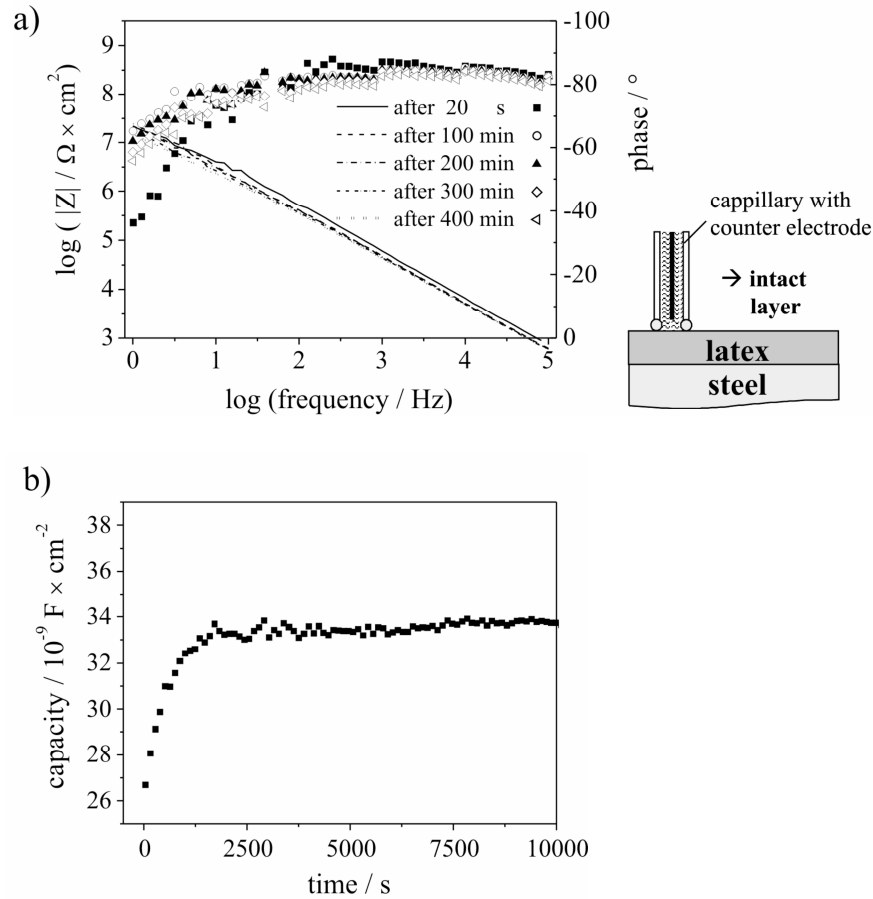 a)
log ( |Z| / Ω × cm²)
9
8
7
6
5
4
3
-100
-80
-60
-40
-20
0
phase / °
after 20 s
after 100 min
after 200 min
after 300 min
after 400 min
0
1
2
3
4
5
log (frequency / Hz)
cappillary with
counter electrode
→ intact
layer
latex
steel
b)
capacity / 10⁻⁹ F × cm⁻²
38
36
34
32
30
28
26
0
2500
5000
7500
10000
time / s